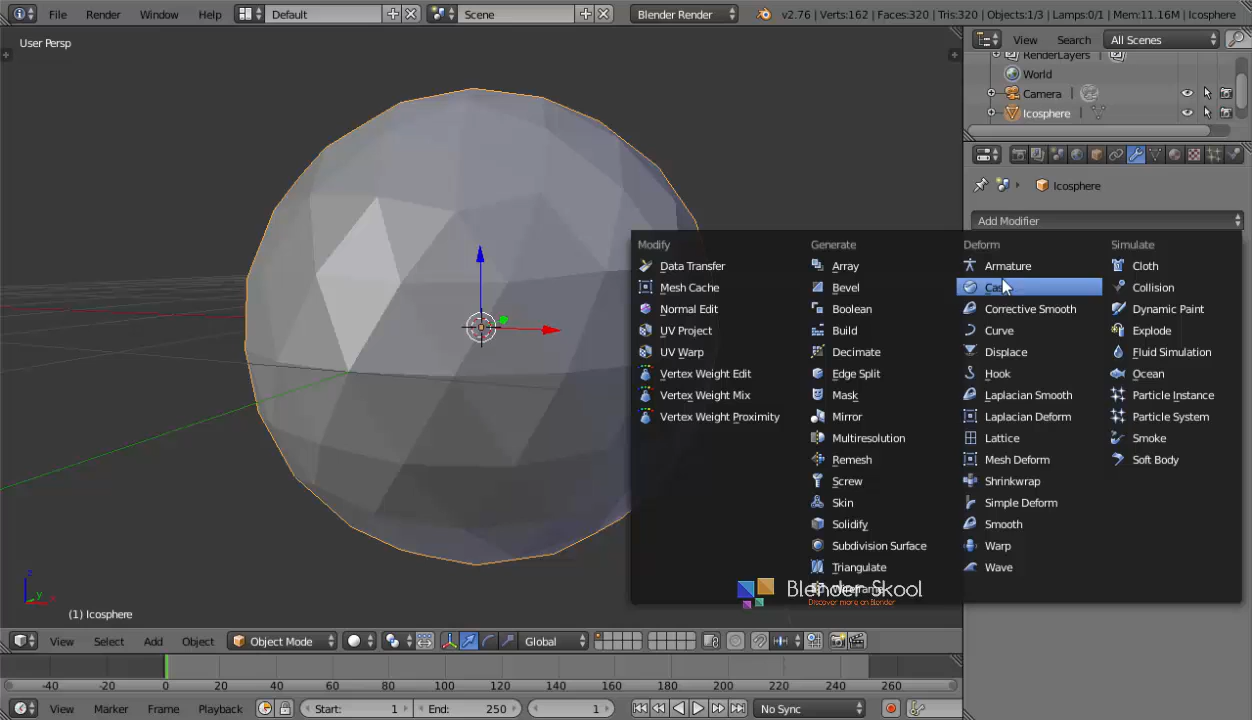 File Render Window Help Default Scene Blender Render v2.76 | Verts:162 | Faces:320 | Tris:320 | Objects:1/3 | Lamps:0/1 | Mem:11.16M | Icosphere
User Persp
View Search All Scenes
RenderLayers
World
Camera
Icosphere
Icosphere
Add Modifier
Modify Generate Deform Simulate
Data Transfer Array Armature Cloth
Mesh Cache Bevel Collision
Normal Edit Boolean Corrective Smooth Dynamic Paint
UV Project Build Curve Explode
UV Warp Decimate Displace Fluid Simulation
Vertex Weight Edit Edge Split Hook Ocean
Vertex Weight Mix Mask Laplacian Smooth Particle Instance
Vertex Weight Proximity Mirror Laplacian Deform Particle System
Multiresolution Lattice Smoke
Remesh Mesh Deform Soft Body
Screw Shrinkwrap
Skin Simple Deform
Solidify Smooth
Subdivision Surface Warp
Triangulate Wave
Blender Skool
Discover more on Blender
z
y
x
(1) Icosphere
View Select Add Object Object Mode Global
-40 -20 0 20 40 60 80 100 120 140 160 180 200 220 240 260
View Marker Frame Playback Start: 1 End: 250 1 No Sync